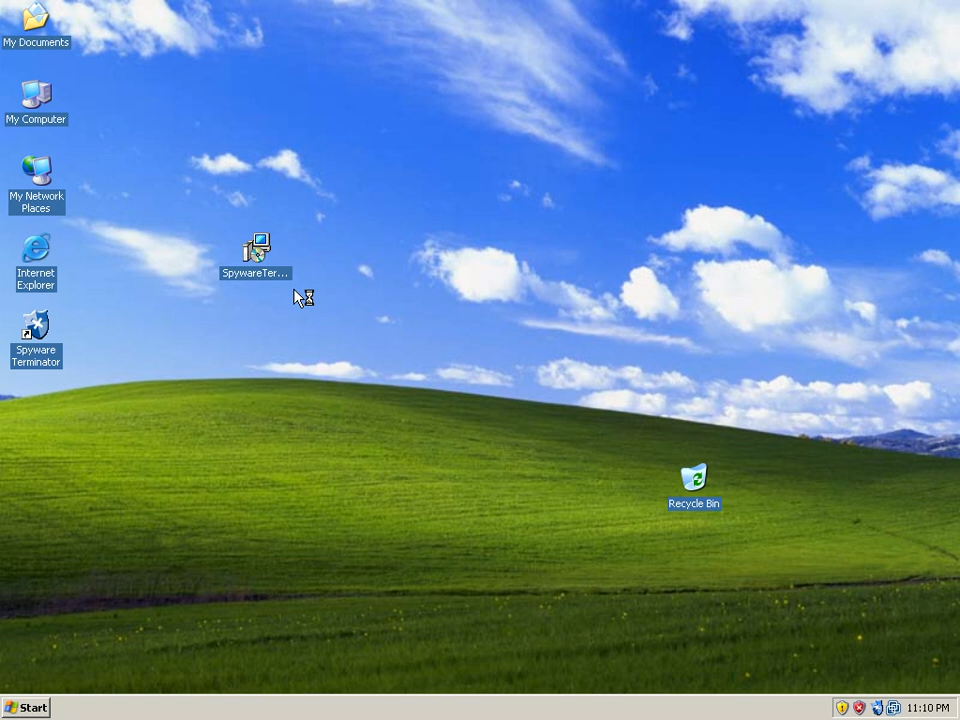 My Documents
My Computer
My Network
Places
Internet
Explorer
Spyware
Terminator
SpywareTer...
Recycle Bin
Start
11:10 PM